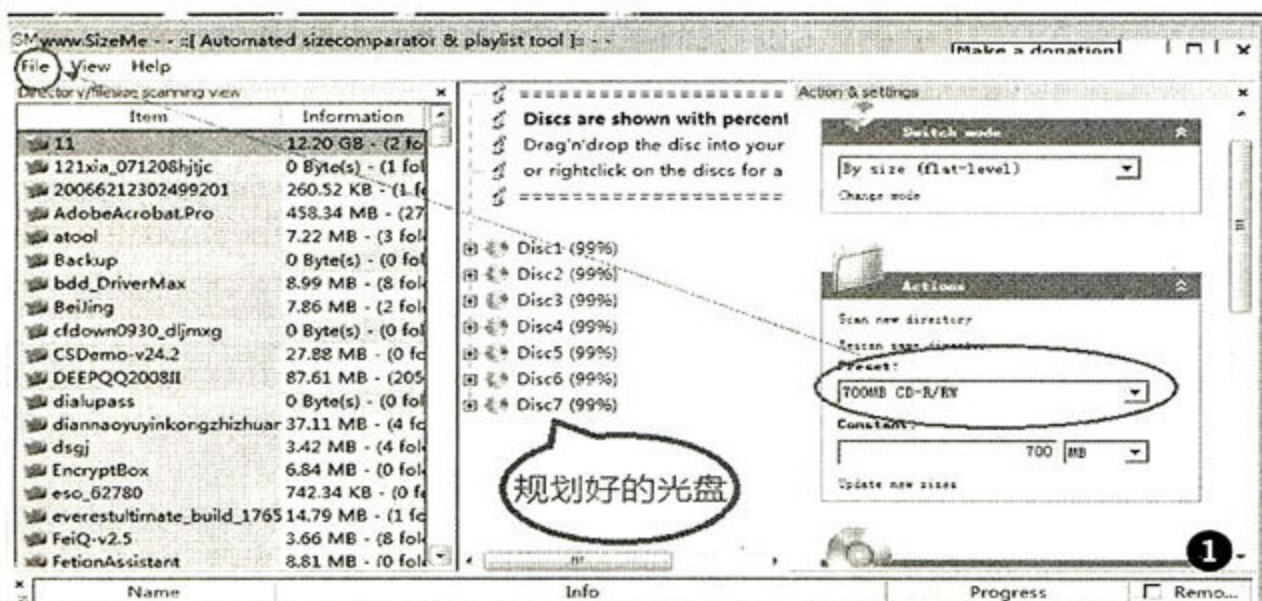 SMwww.SizeMe - - ::[ Automated sizecomparator & playlist tool ]:: - -
[Make a donation]
File View Help
Directory/filesize scanning view
Item Information
11 12.20 GB - (2 fo
121xia_071208hjtjc 0 Byte(s) - (1 fol
20066212302499201 260.52 KB - (1 fo
AdobeAcrobat.Pro 458.34 MB - (27
atool 7.22 MB - (3 fol
Backup 0 Byte(s) - (0 fol
bdd_DriverMax 8.99 MB - (8 fol
BeiJing 7.86 MB - (2 fol
cfdown0930_dljmxg 0 Byte(s) - (0 fol
CSDemo-v24.2 27.88 MB - (0 fo
DEEPQQ2008II 87.61 MB - (205
dialupass 0 Byte(s) - (0 fol
diannaoyuyinkongzhizhuar 37.11 MB - (4 fo
dsgj 3.42 MB - (4 fol
EncryptBox 6.84 MB - (0 fol
eso_62780 742.34 KB - (0 fo
everestultimate_build_1765 14.79 MB - (1 fo
FeiQ-v2.5 3.66 MB - (8 fol
FetionAssistant 8.81 MB - (0 fol
====================
Discs are shown with percent
Drag'n'drop the disc into your
or rightclick on the discs for a
====================
Disc1 (99%)
Disc2 (99%)
Disc3 (99%)
Disc4 (99%)
Disc5 (99%)
Disc6 (99%)
Disc7 (99%)
规划好的光盘
Action & settings
Switch mode
By size (flat-level)
Change mode
Actions
Scan new directory
Rescan same
Preset:
700MB CD-R/RW
Constant:
700 MB
Update new sizes
1
Name Info Progress Remo...